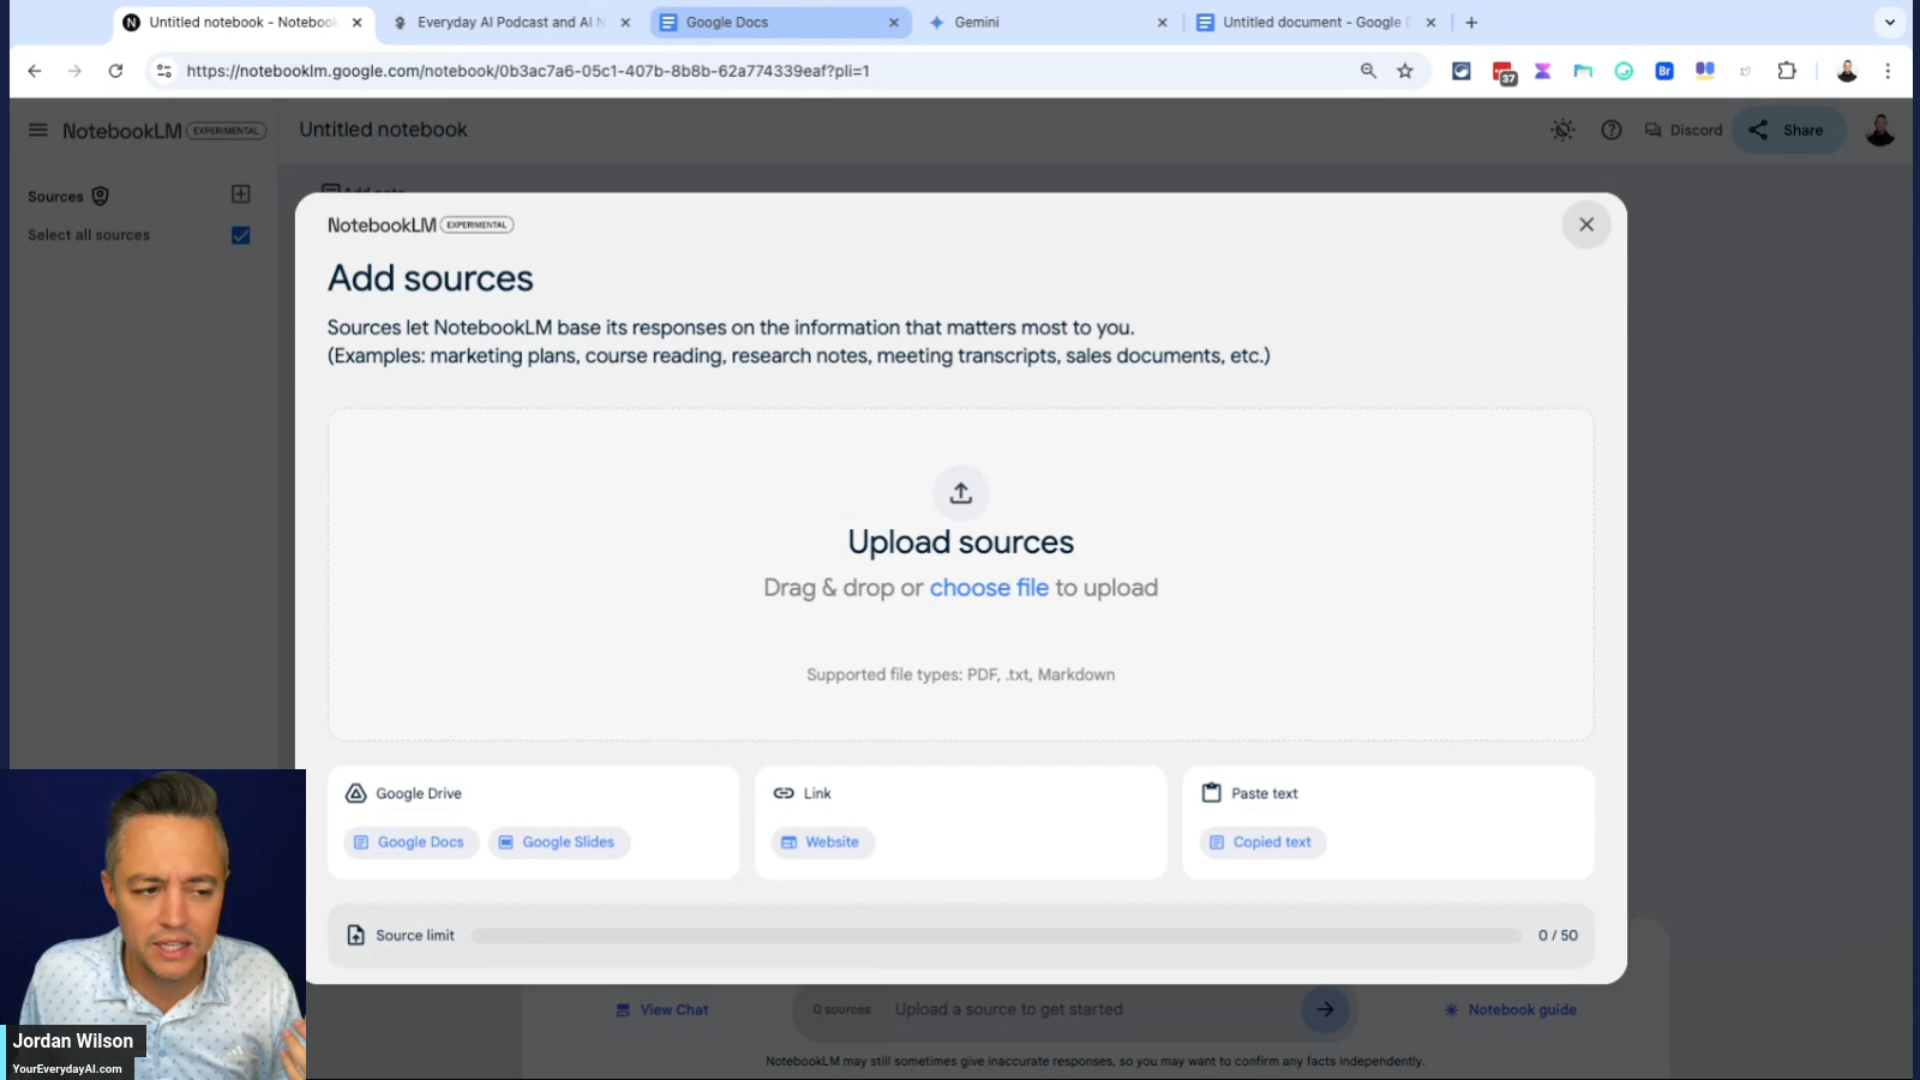 Untitled notebook - Notebook
Everyday AI Podcast and AI N
Google Docs
Gemini
Untitled document - Google D
https://notebooklm.google.com/notebook/0b3ac7a6-05c1-407b-8b8b-62a774339eaf?pli=1
37
Br
NotebookLM EXPERIMENTAL
Untitled notebook
Discord
Share
Sources
Select all sources
Add note
NotebookLM EXPERIMENTAL
Add sources
Sources let NotebookLM base its responses on the information that matters most to you.
(Examples: marketing plans, course reading, research notes, meeting transcripts, sales documents, etc.)
Upload sources
Drag & drop or choose file to upload
Supported file types: PDF, .txt, Markdown
Google Drive
Google Docs
Google Slides
Link
Website
Paste text
Copied text
Source limit
0 / 50
View Chat
0 sources
Upload a source to get started
Notebook guide
NotebookLM may still sometimes give inaccurate responses, so you may want to confirm any facts independently.
Jordan Wilson
YourEverydayAI.com